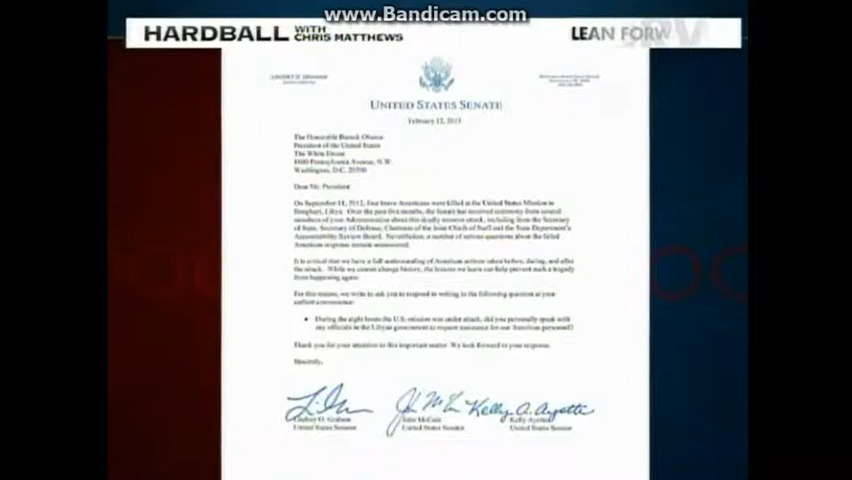 www.Bandicam.com
HARDBALL WITH CHRIS MATTHEWS
LEAN FORW
UNITED STATES SENATE
February 12, 2013
The Honorable Barack Obama
President of the United States
The White House
1600 Pennsylvania Avenue, N.W.
Washington, D.C. 20500
Dear Mr. President
On September 11, 2012, four brave Americans were killed at the United States Mission to
Benghazi, Libya. Over the past five months, the Senate has received testimony from several
members of your Administration about this deadly terrorist attack, including from the Secretary
of State, Secretary of Defense, Chairman of the Joint Chiefs of Staff and the State Department's
Accountability Review Board. Nevertheless, a number of serious questions about the failed
American response remain unanswered.
It is critical that we have a full understanding of American actions taken before, during, and after
the attack. While we cannot change history, the lessons we learn can help prevent such a tragedy
from happening again.
For this reason, we write to ask you to respond in writing to the following question at your
earliest convenience:
• During the eight hours the U.S. mission was under attack, did you personally speak with
any officials in the Libyan government to request assistance for our American personnel?
Thank you for your attention to this important matter. We look forward to your response.
Sincerely,
Lindsey O. Graham
John McCain
Kelly Ayotte
United States Senator
United States Senator
United States Senator